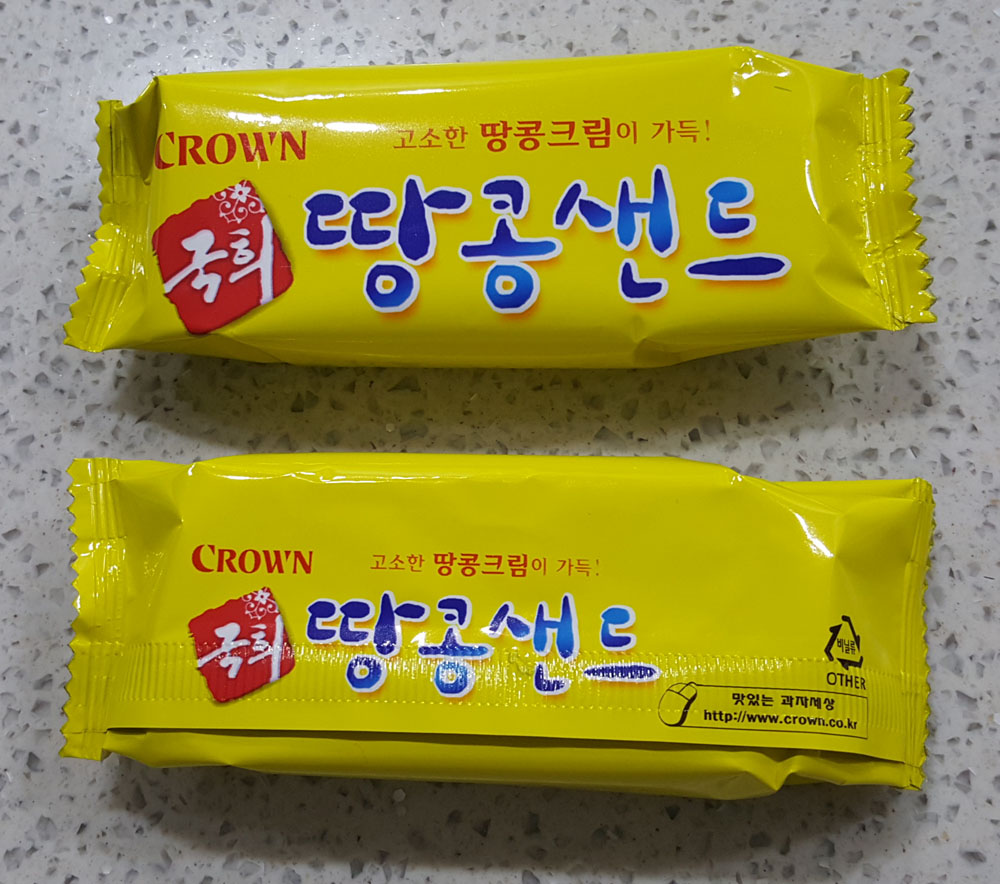 CROWN
고소한 땅콩크림이 가득!
국희
땅콩샌드
CROWN
고소한 땅콩크림이 가득!
국희
땅콩샌드
비닐류
OTHER
맛있는 과자세상
http://www.crown.co.kr